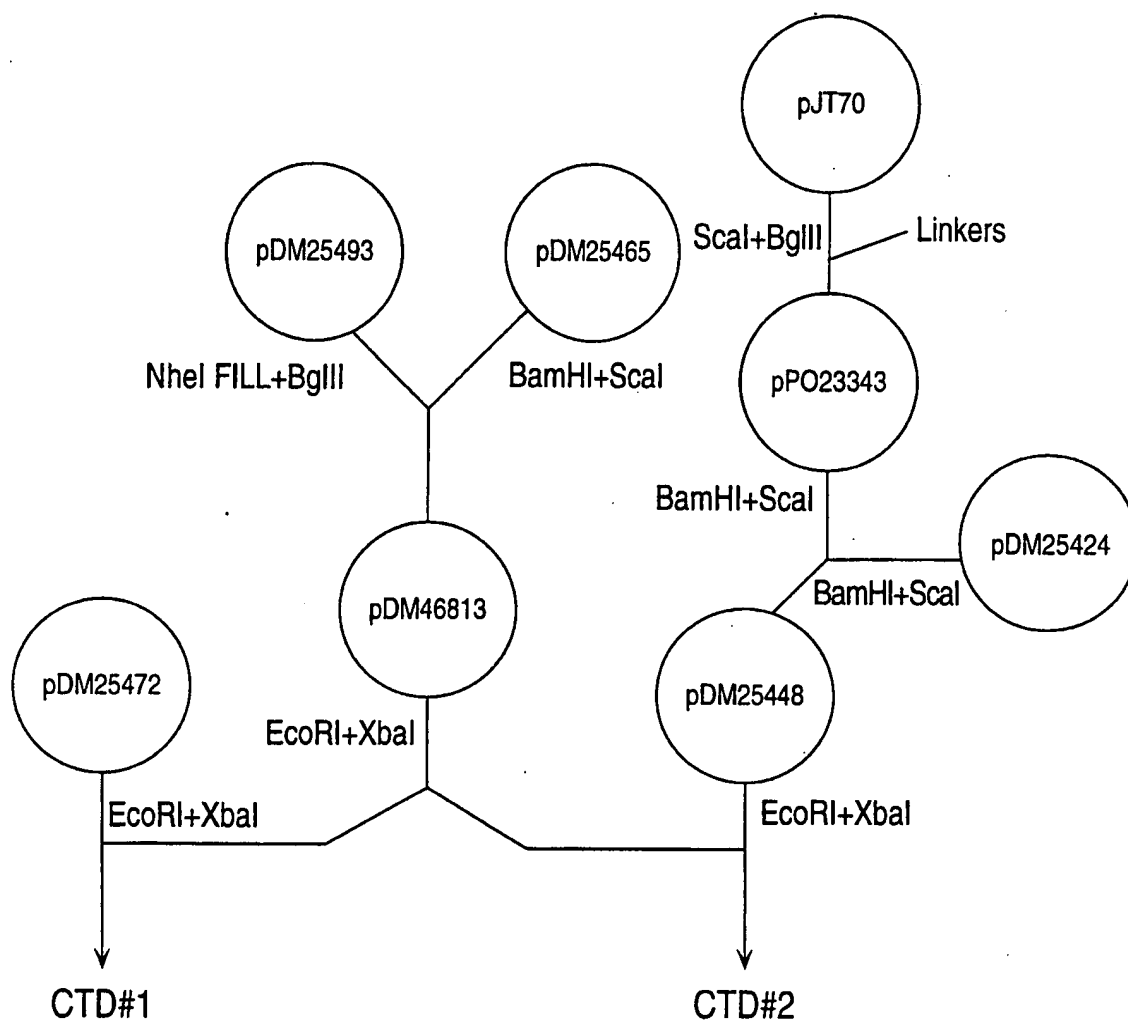 pJT70
ScaI+BglII
Linkers
pDM25493
pDM25465
NheI FILL+BglII
BamHI+ScaI
pPO23343
BamHI+ScaI
pDM25424
BamHI+ScaI
pDM46813
pDM25472
pDM25448
EcoRI+XbaI
EcoRI+XbaI
EcoRI+XbaI
CTD#1
CTD#2